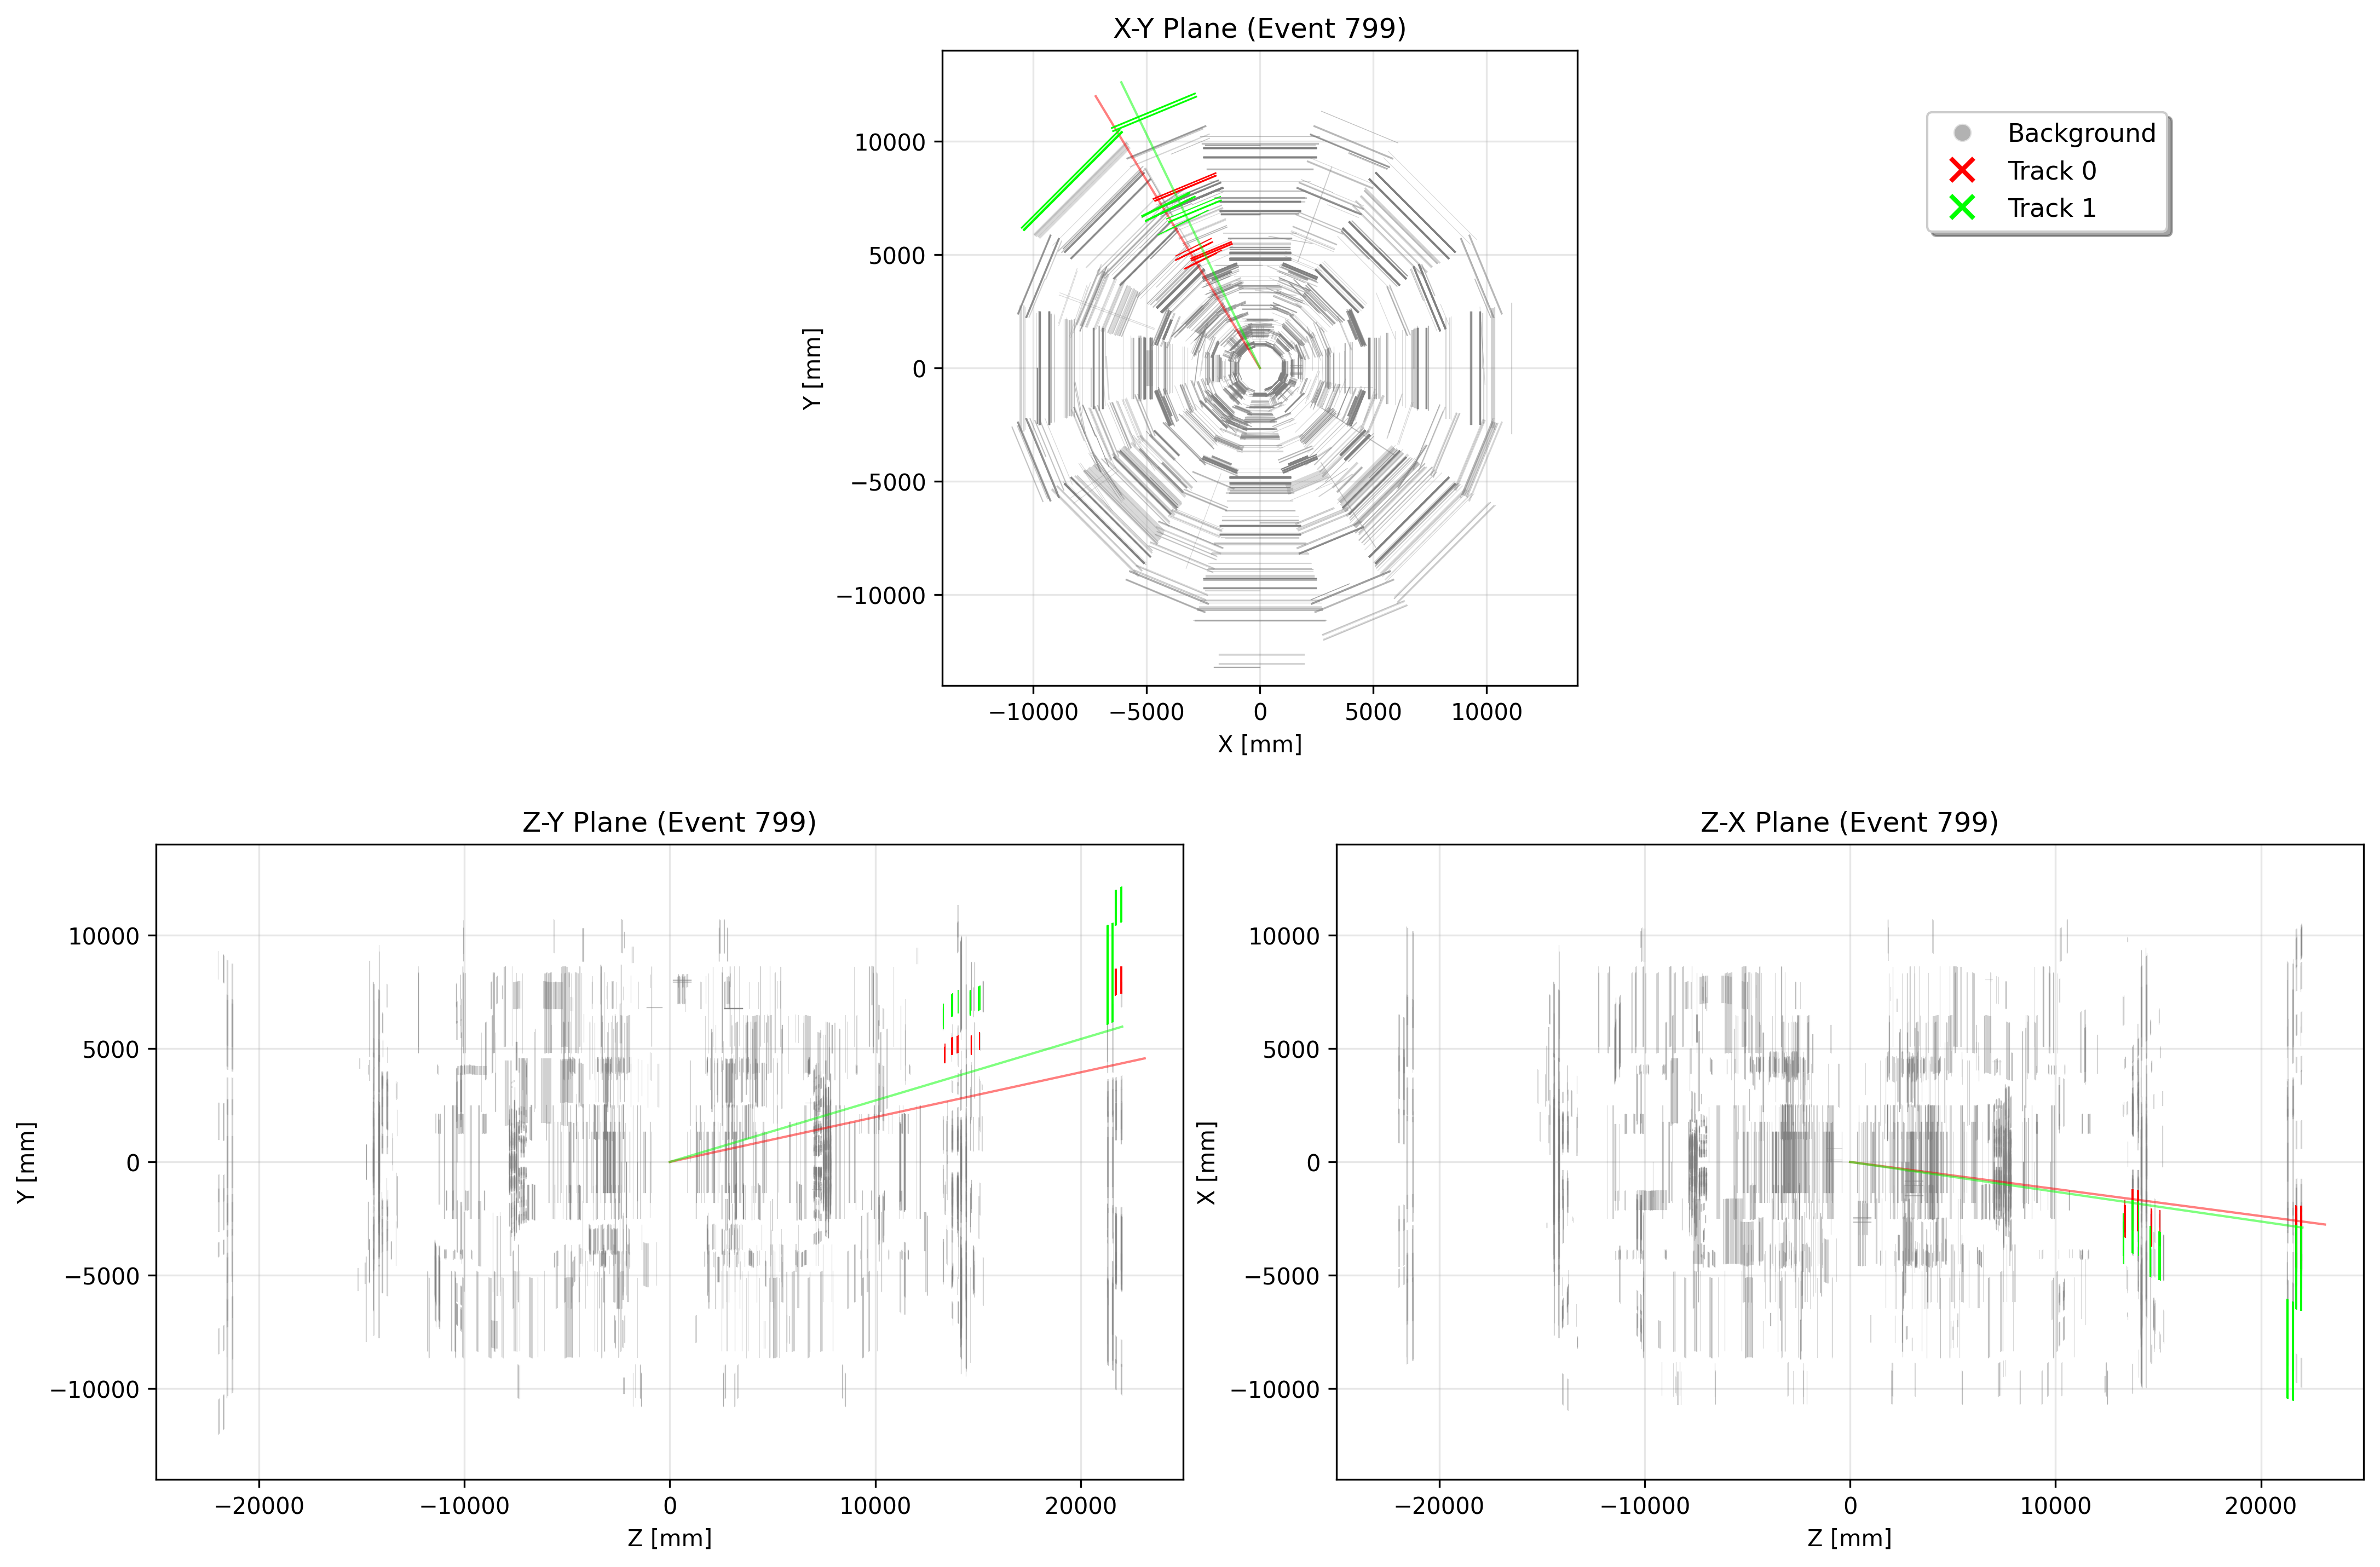 X-Y Plane (Event 799)
10000
5000
0
−5000
−10000
Y [mm]
−10000 −5000 0 5000 10000
X [mm]
Background
Track 0
Track 1
Z-Y Plane (Event 799)
10000
5000
0
−5000
−10000
Y [mm]
−20000 −10000 0 10000 20000
Z [mm]
Z-X Plane (Event 799)
10000
5000
0
−5000
−10000
X [mm]
−20000 −10000 0 10000 20000
Z [mm]